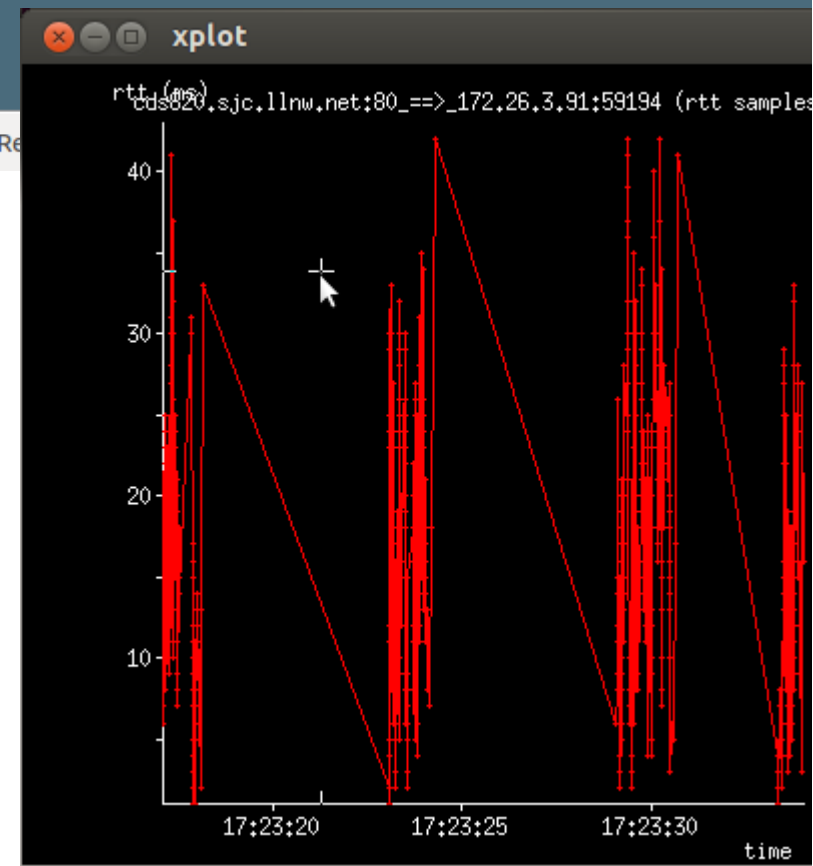 xplot
Re
rtt (ms)
cds820.sjc.llnw.net:80_==>_172.26.3.91:59194 (rtt samples
40
30
20
10
17:23:20 17:23:25 17:23:30
time